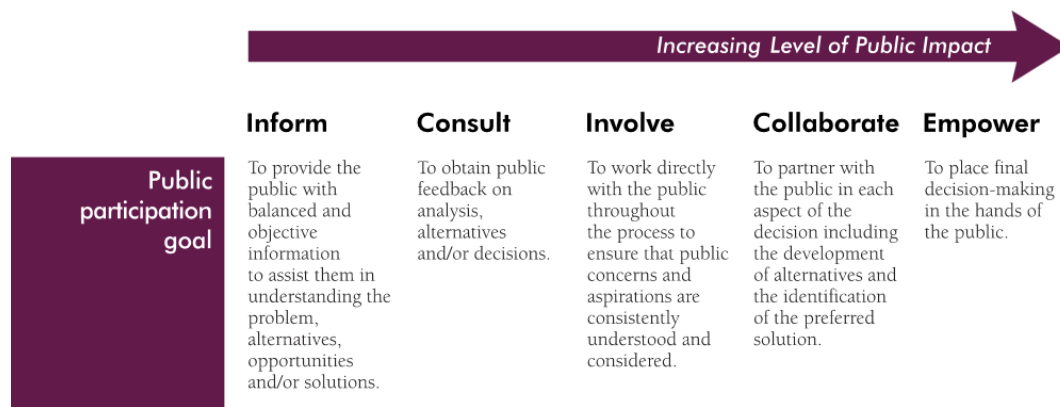 Increasing Level of Public Impact
Inform
Consult
Involve
Collaborate
Empower
Public
participation
goal
To provide the
public with
balanced and
objective
information
to assist them in
understanding the
problem,
alternatives,
opportunities
and/or solutions.
To obtain public
feedback on
analysis,
alternatives
and/or decisions.
To work directly
with the public
throughout
the process to
ensure that public
concerns and
aspirations are
consistently
understood and
considered.
To partner with
the public in each
aspect of the
decision including
the development
of alternatives and
the identification
of the preferred
solution.
To place final
decision-making
in the hands of
the public.